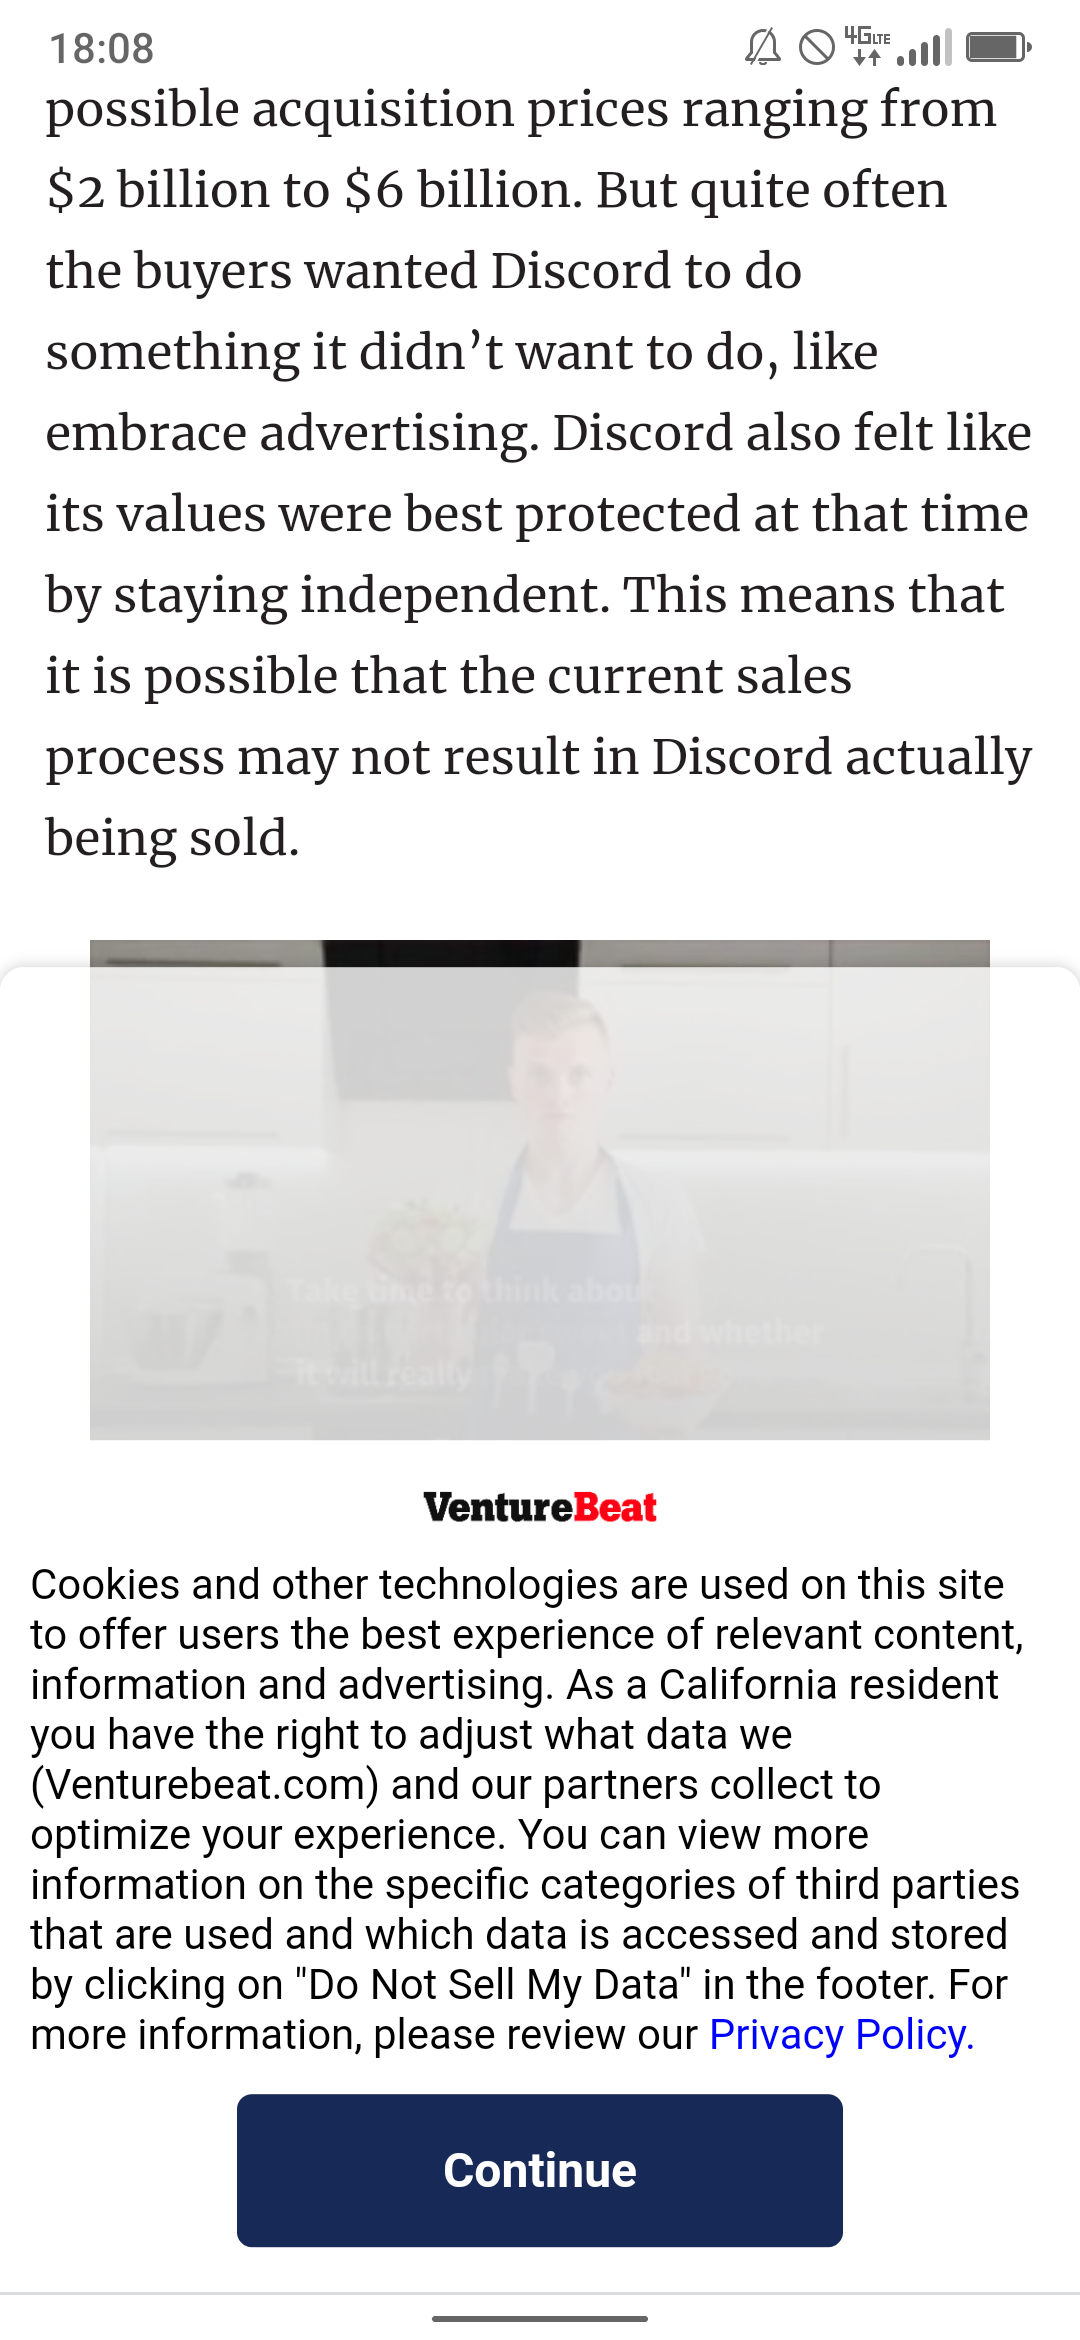 18:08
4G LTE
possible acquisition prices ranging from
$2 billion to $6 billion. But quite often
the buyers wanted Discord to do
something it didn’t want to do, like
embrace advertising. Discord also felt like
its values were best protected at that time
by staying independent. This means that
it is possible that the current sales
process may not result in Discord actually
being sold.
Take time to think about
and whether
it will really
VentureBeat
Cookies and other technologies are used on this site
to offer users the best experience of relevant content,
information and advertising. As a California resident
you have the right to adjust what data we
(Venturebeat.com) and our partners collect to
optimize your experience. You can view more
information on the specific categories of third parties
that are used and which data is accessed and stored
by clicking on "Do Not Sell My Data" in the footer. For
more information, please review our Privacy Policy.
Continue